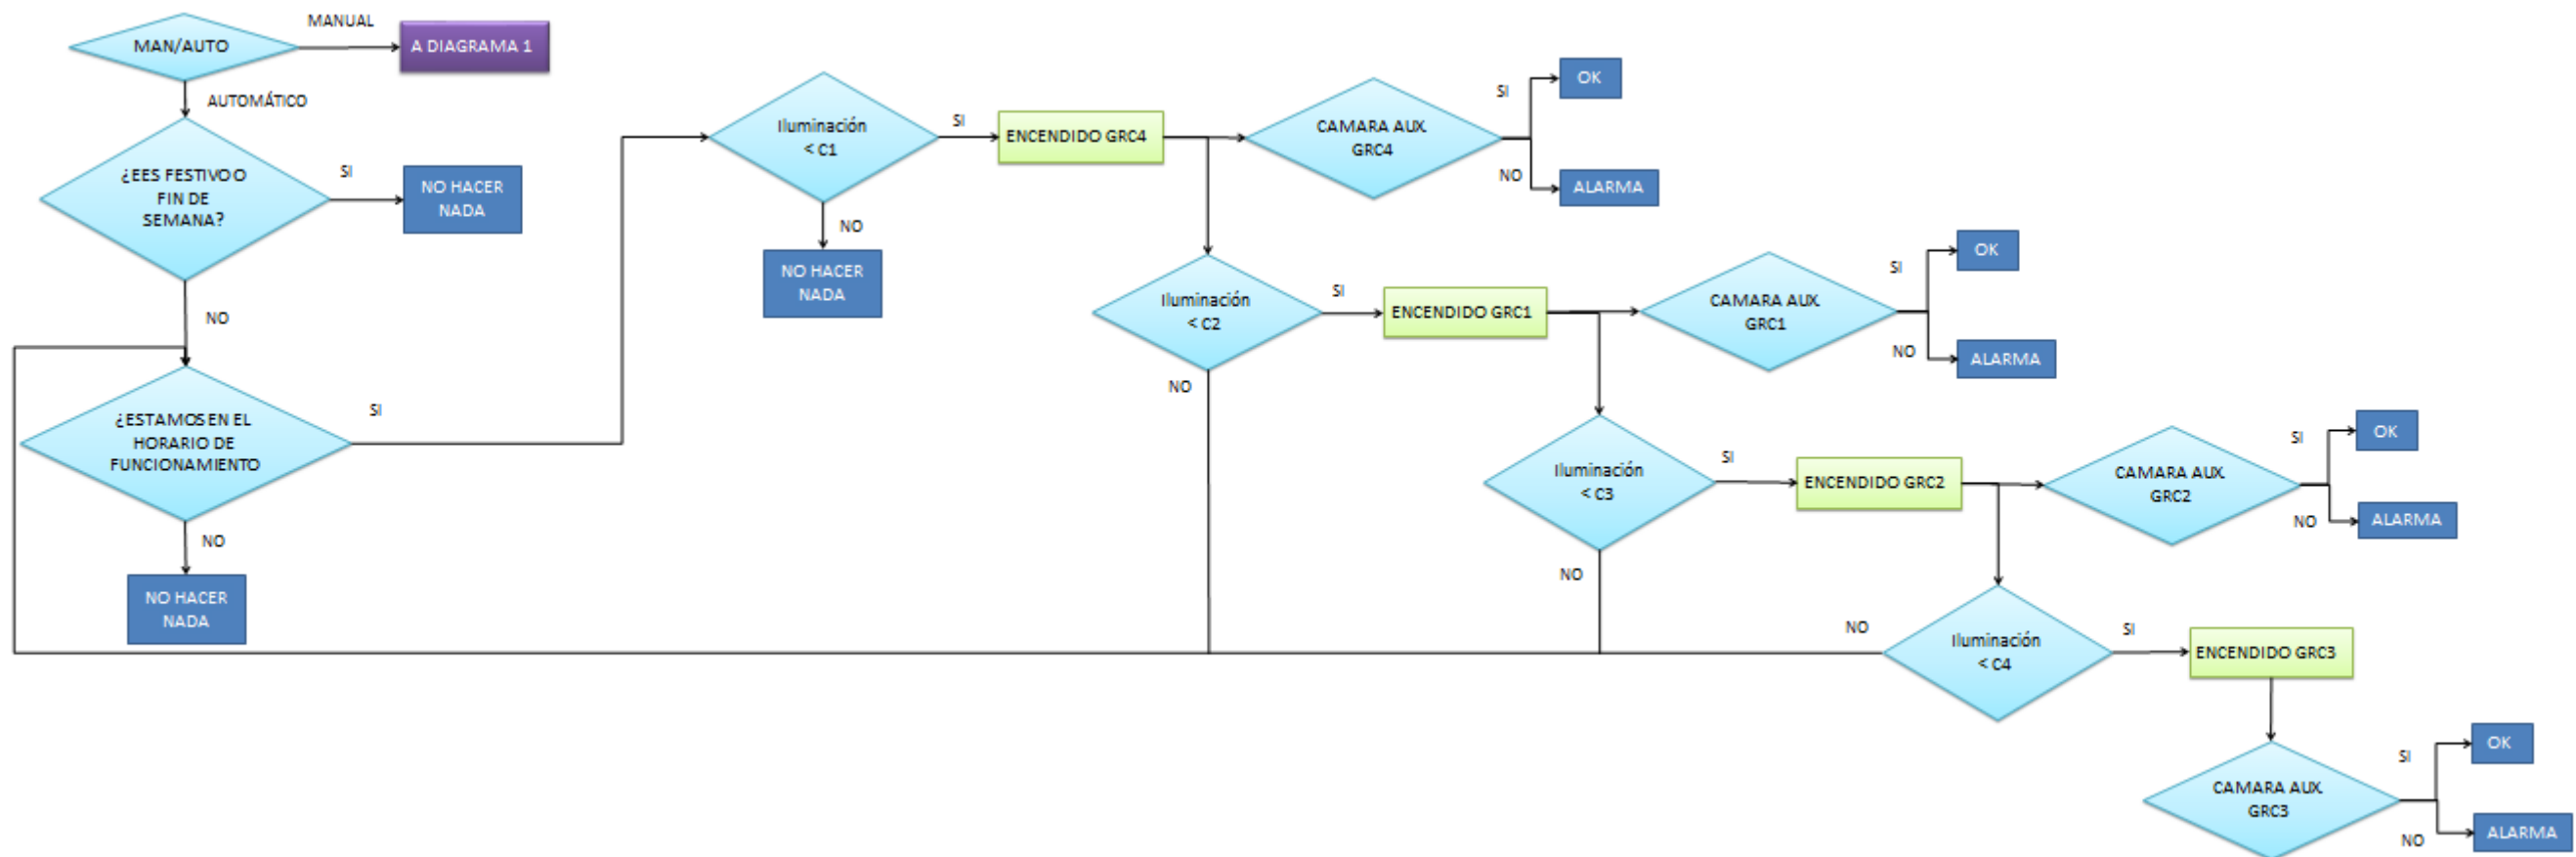 MAN/AUTO
MANUAL
A DIAGRAMA 1
AUTOMÁTICO
¿EES FESTIVO O
FIN DE
SEMANA?
SI
NO HACER
NADA
NO
¿ESTAMOS EN EL
HORARIO DE
FUNCIONAMIENTO
SI
NO
NO HACER
NADA
Iluminación
< C1
SI
NO
NO HACER
NADA
ENCENDIDO GRC4
CAMARA AUX.
GRC4
SI
OK
NO
ALARMA
Iluminación
< C2
SI
NO
ENCENDIDO GRC1
CAMARA AUX.
GRC1
SI
OK
NO
ALARMA
Iluminación
< C3
SI
NO
ENCENDIDO GRC2
CAMARA AUX.
GRC2
SI
OK
NO
ALARMA
NO
Iluminación
< C4
SI
ENCENDIDO GRC3
CAMARA AUX.
GRC3
SI
OK
NO
ALARMA